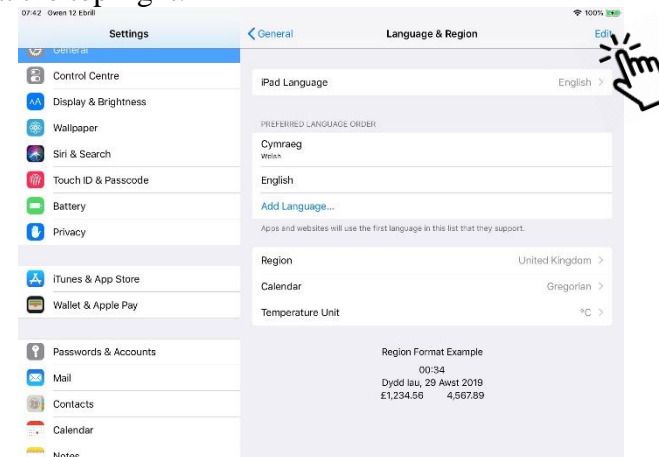 07:42 Gwen 12 Ebrill 100%
Settings
General Language & Region Edit
General
Control Centre
Display & Brightness
Wallpaper
Siri & Search
Touch ID & Passcode
Battery
Privacy
iTunes & App Store
Wallet & Apple Pay
Passwords & Accounts
Mail
Contacts
Calendar
Notes
iPad Language English
PREFERRED LANGUAGE ORDER
Cymraeg
Welsh
English
Add Language...
Apps and websites will use the first language in this list that they support.
Region United Kingdom
Calendar Gregorian
Temperature Unit °C
Region Format Example
00:34
Dydd Iau, 29 Awst 2019
£1,234.56 4,567.89